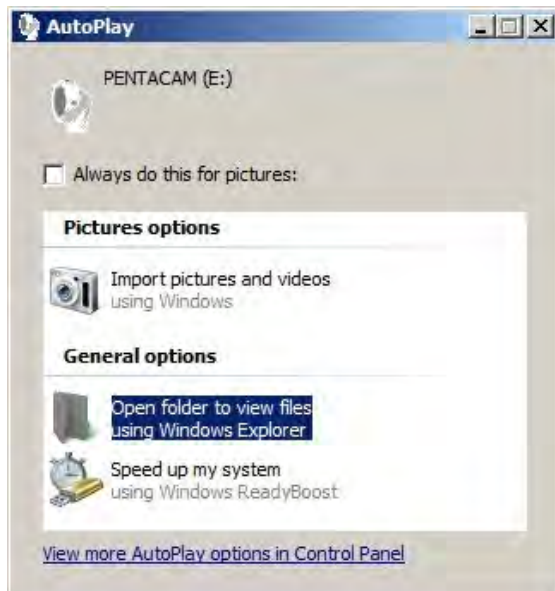 AutoPlay
PENTACAM (E:)
Always do this for pictures:
Pictures options
Import pictures and videos
using Windows
General options
Open folder to view files
using Windows Explorer
Speed up my system
using Windows ReadyBoost
View more AutoPlay options in Control Panel